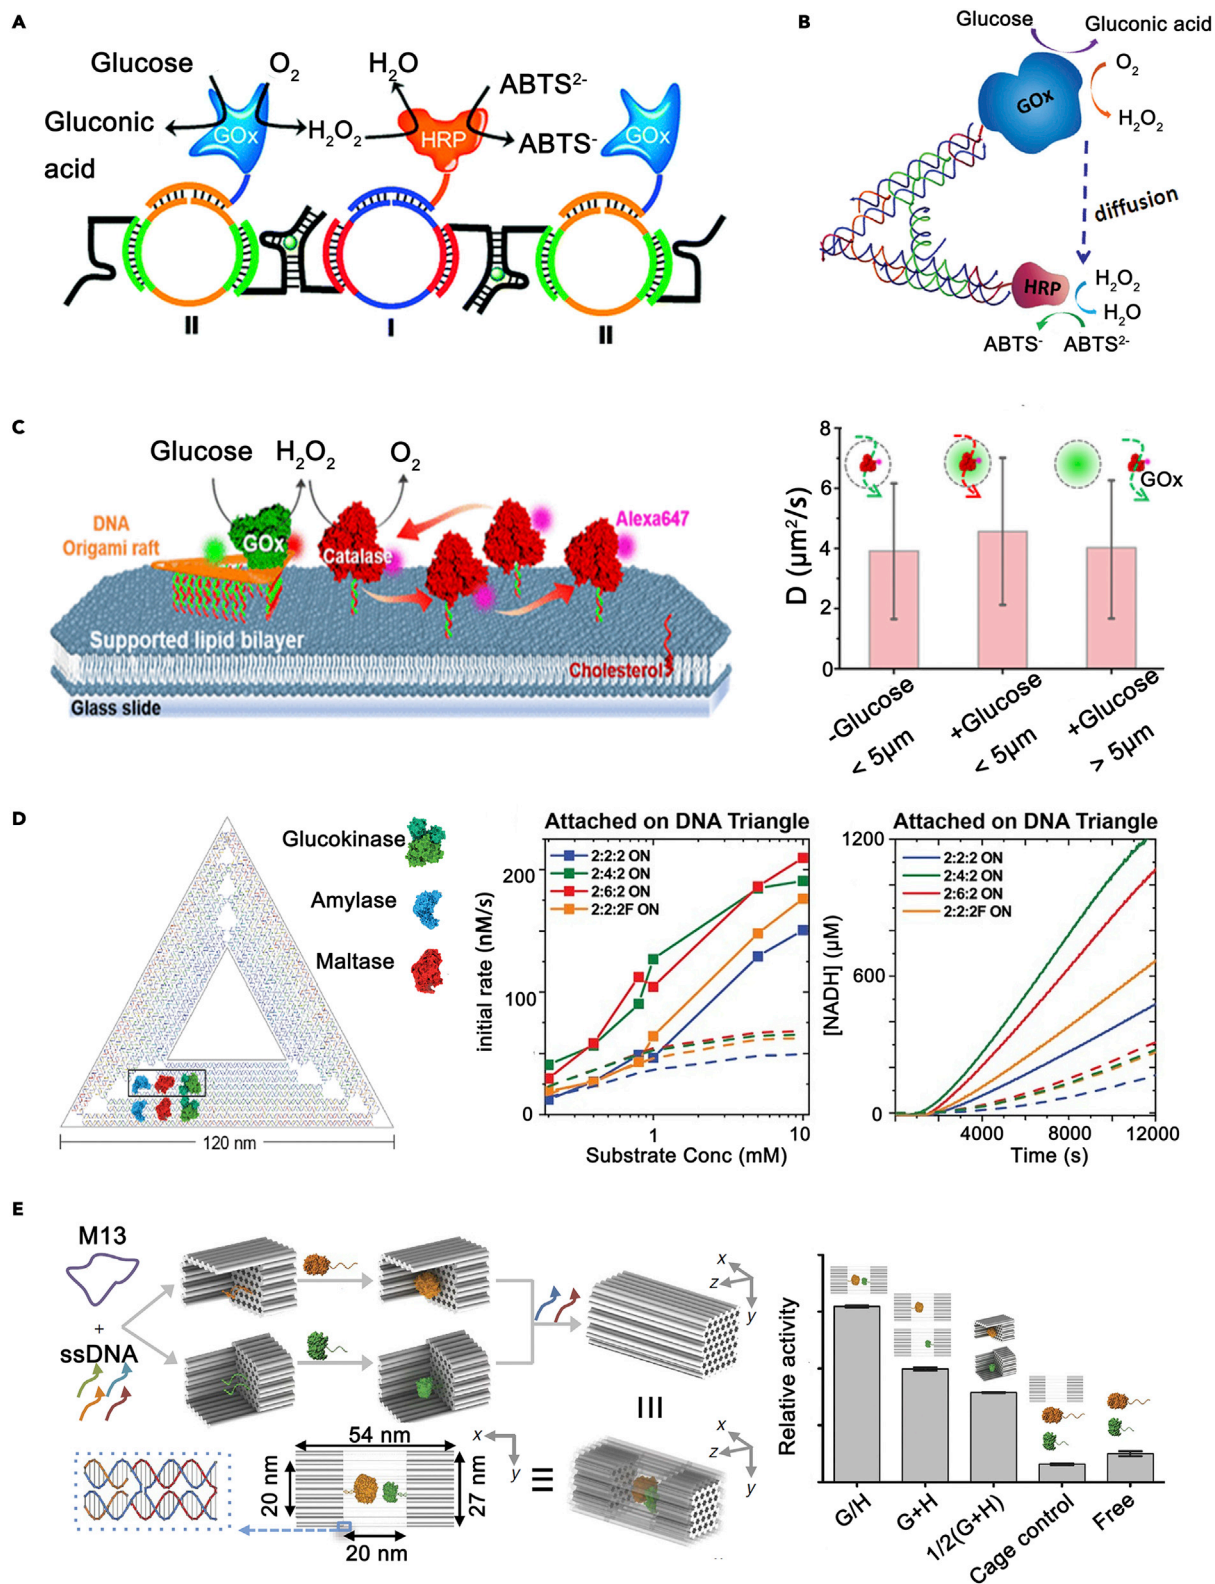 A
Glucose
O2
H2O
ABTS2-
Gluconic
acid
GOx
H2O2
HRP
ABTS-
GOx
II
I
II
B
Glucose
Gluconic acid
GOx
O2
H2O2
diffusion
HRP
H2O2
H2O
ABTS-
ABTS2-
C
Glucose
H2O2
O2
DNA
Origami raft
GOx
Catalase
Alexa647
Supported lipid bilayer
Cholesterol
Glass slide
D (µm2/s)
8
6
4
2
0
GOx
-Glucose
< 5µm
+Glucose
< 5µm
+Glucose
> 5µm
D
Glucokinase
Amylase
Maltase
120 nm
Attached on DNA Triangle
2:2:2 ON
2:4:2 ON
2:6:2 ON
2:2:2F ON
initial rate (nM/s)
200
100
0
1
10
Substrate Conc (mM)
Attached on DNA Triangle
2:2:2 ON
2:4:2 ON
2:6:2 ON
2:2:2F ON
[NADH] (µM)
1200
600
0
4000
8000
12000
Time (s)
E
M13
+
ssDNA
x
z
y
54 nm
20 nm
27 nm
20 nm
x
y
x
z
y
Relative activity
G/H
G+H
1/2(G+H)
Cage control
Free